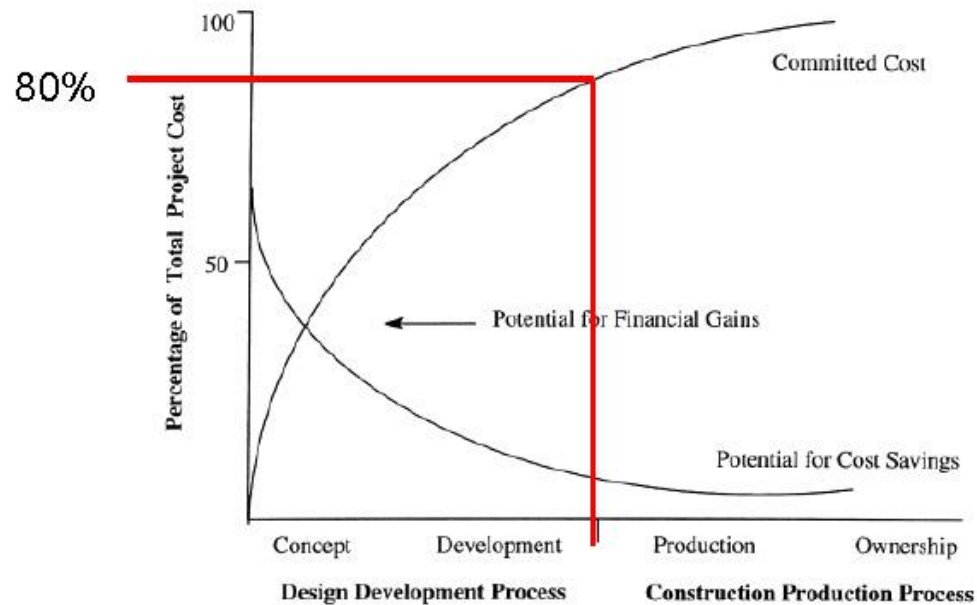 100
Committed Cost
80%
Percentage of Total Project Cost
50
Potential for Financial Gains
Potential for Cost Savings
Concept Development Production Ownership
Design Development Process Construction Production Process